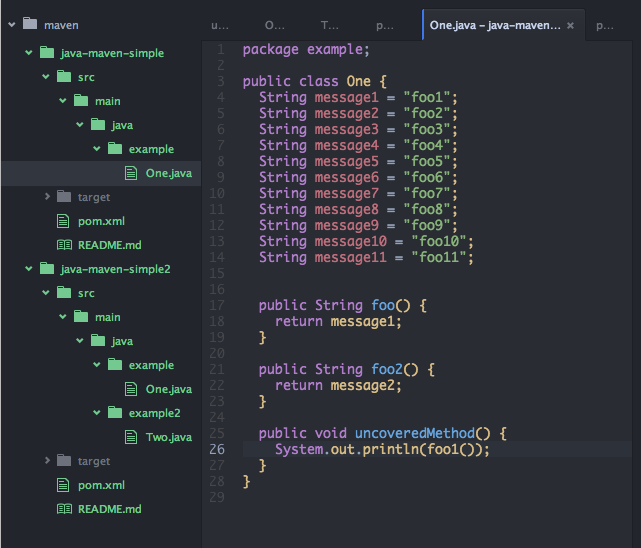 maven
java-maven-simple
src
main
java
example
One.java
target
pom.xml
README.md
java-maven-simple2
src
main
java
example
One.java
example2
Two.java
target
pom.xml
README.md
u... O... T... p... One.java – java-maven... × p...
1 package example;
2
3 public class One {
4 String message1 = "foo1";
5 String message2 = "foo2";
6 String message3 = "foo3";
7 String message4 = "foo4";
8 String message5 = "foo5";
9 String message6 = "foo6";
10 String message7 = "foo7";
11 String message8 = "foo8";
12 String message9 = "foo9";
13 String message10 = "foo10";
14 String message11 = "foo11";
15
16
17 public String foo() {
18 return message1;
19 }
20
21 public String foo2() {
22 return message2;
23 }
24
25 public void uncoveredMethod() {
26 System.out.println(foo1());
27 }
28 }
29